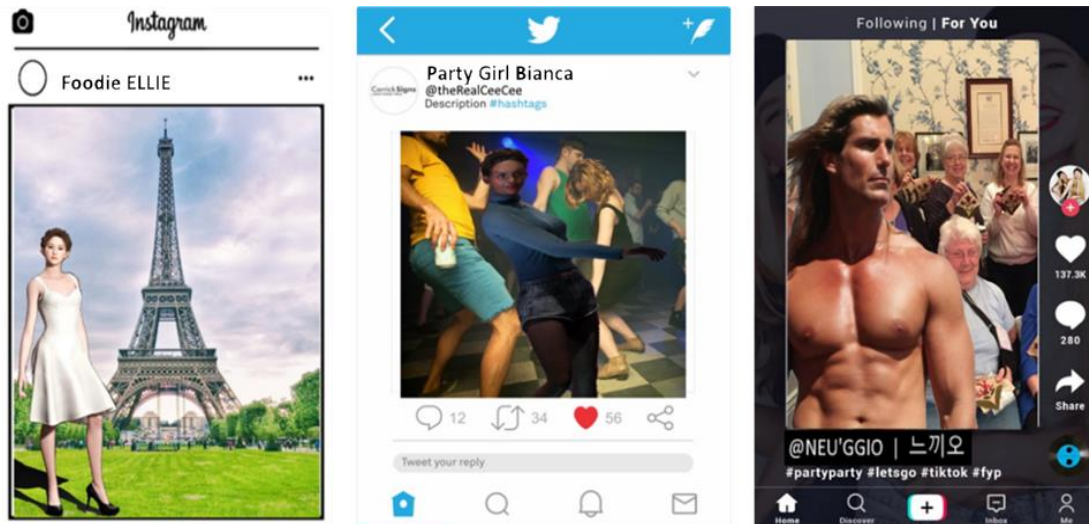 Instagram
Foodie ELLIE
Party Girl Bianca
@theRealCeeCee
Description #hashtags
12
34
56
Tweet your reply
Following | For You
137.3K
280
Share
@NEU'GGIO | 느끼오
#partyparty #letsgo #tiktok #fyp
Home
Discover
Inbox
Me